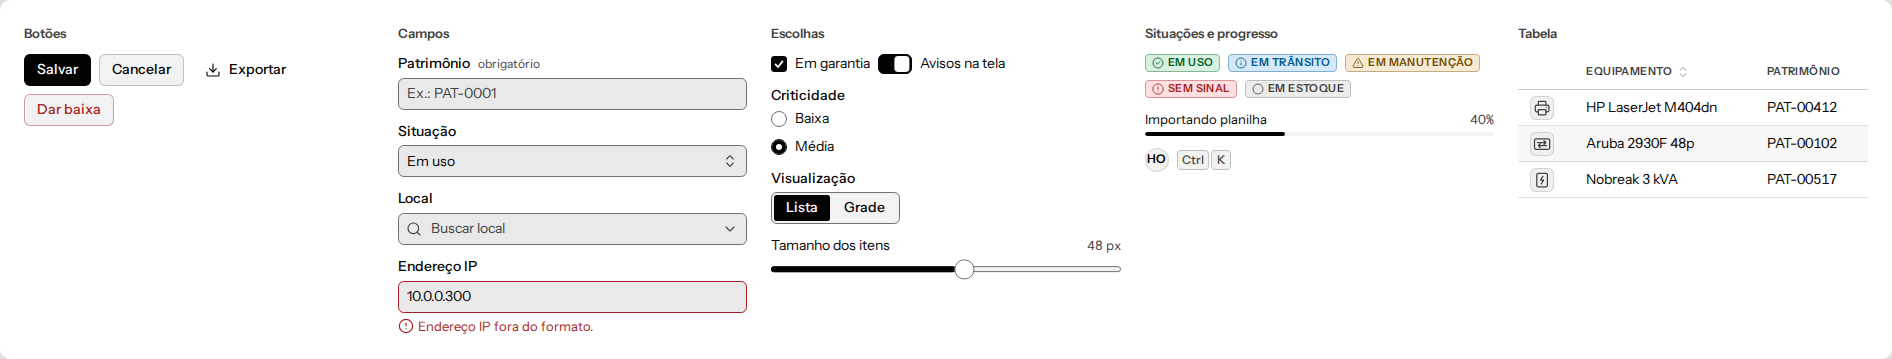 Botões
Salvar
Cancelar
Exportar
Dar baixa
Campos
Patrimônio obrigatório
Ex.: PAT-0001
Situação
Em uso
Local
Buscar local
Endereço IP
10.0.0.300
Endereço IP fora do formato.
Escolhas
Em garantia
Avisos na tela
Criticidade
Baixa
Média
Visualização
Lista
Grade
Tamanho dos itens 48 px
Situações e progresso
EM USO
EM TRÂNSITO
EM MANUTENÇÃO
SEM SINAL
EM ESTOQUE
Importando planilha 40%
HO Ctrl K
Tabela
EQUIPAMENTO PATRIMÔNIO
HP LaserJet M404dn PAT-00412
Aruba 2930F 48p PAT-00102
Nobreak 3 kVA PAT-00517